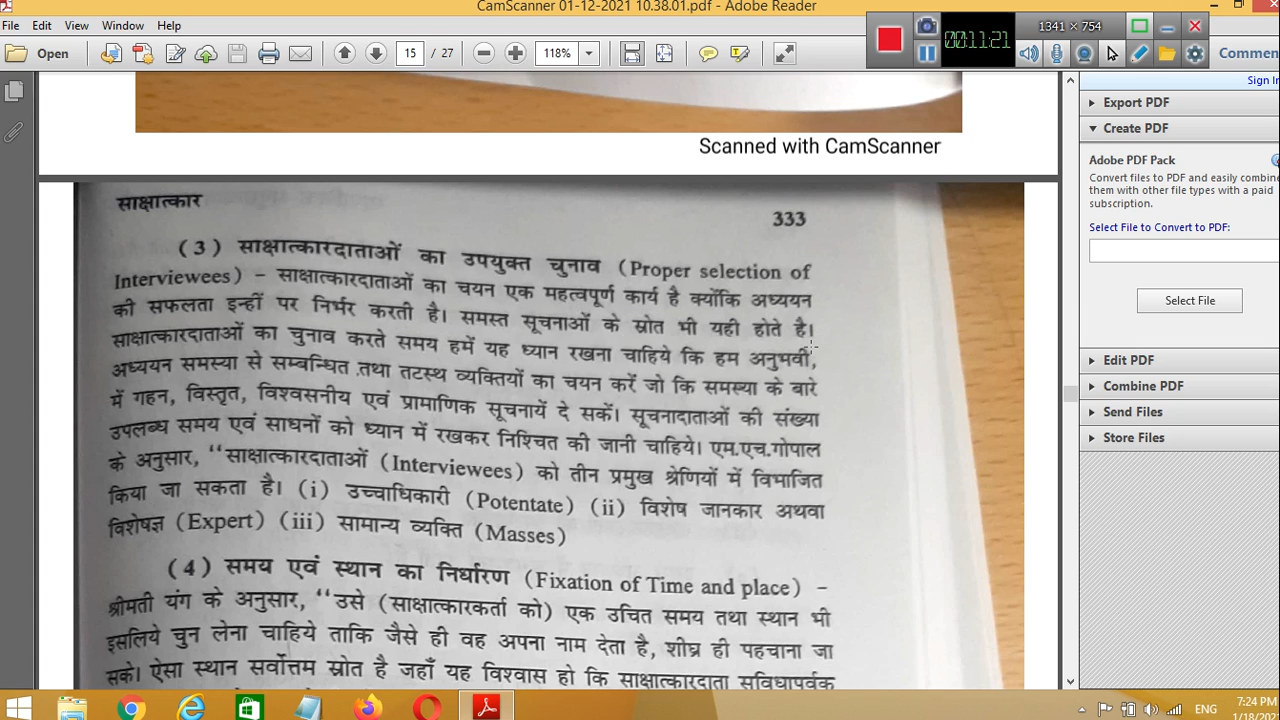 CamScanner 01-12-2021 10.38.01.pdf - Adobe Reader
File Edit View Window Help
1341 × 754
00:11:21
Open 15 / 27 118% Commen
Sign In
Export PDF
Create PDF
Adobe PDF Pack
Convert files to PDF and easily combine
them with other file types with a paid
subscription.
Select File to Convert to PDF:
Select File
Edit PDF
Combine PDF
Send Files
Store Files
Scanned with CamScanner
साक्षात्कार
333
(3) साक्षात्कारदाताओं का उपयुक्त चुनाव (Proper selection of
Interviewees) – साक्षात्कारदाताओं का चयन एक महत्वपूर्ण कार्य है क्योंकि अध्ययन
की सफलता इन्हीं पर निर्भर करती है। समस्त सूचनाओं के स्रोत भी यही होते है।
साक्षात्कारदाताओं का चुनाव करते समय हमें यह ध्यान रखना चाहिये कि हम अनुभवी,
अध्ययन समस्या से सम्बन्धित तथा तटस्थ व्यक्तियों का चयन करें जो कि समस्या के बारे
में गहन, विस्तृत, विश्वसनीय एवं प्रामाणिक सूचनायें दे सकें। सूचनादाताओं की संख्या
उपलब्ध समय एवं साधनों को ध्यान में रखकर निश्चित की जानी चाहिये। एम.एच.गोपाल
के अनुसार, ‘‘साक्षात्कारदाताओं (Interviewees) को तीन प्रमुख श्रेणियों में विभाजित
किया जा सकता है। (i) उच्चाधिकारी (Potentate) (ii) विशेष जानकार अथवा
विशेषज्ञ (Expert) (iii) सामान्य व्यक्ति (Masses)
(4) समय एवं स्थान का निर्धारण (Fixation of Time and place) –
श्रीमती यंग के अनुसार, ‘‘उसे (साक्षात्कारकर्ता को) एक उचित समय तथा स्थान भी
इसलिये चुन लेना चाहिये ताकि जैसे ही वह अपना नाम देता है, शीघ्र ही पहचाना जा
सके। ऐसा स्थान सर्वोत्तम स्रोत है जहाँ यह विश्वास हो कि साक्षात्कारदाता सुविधापूर्वक
ENG
7:24 PM